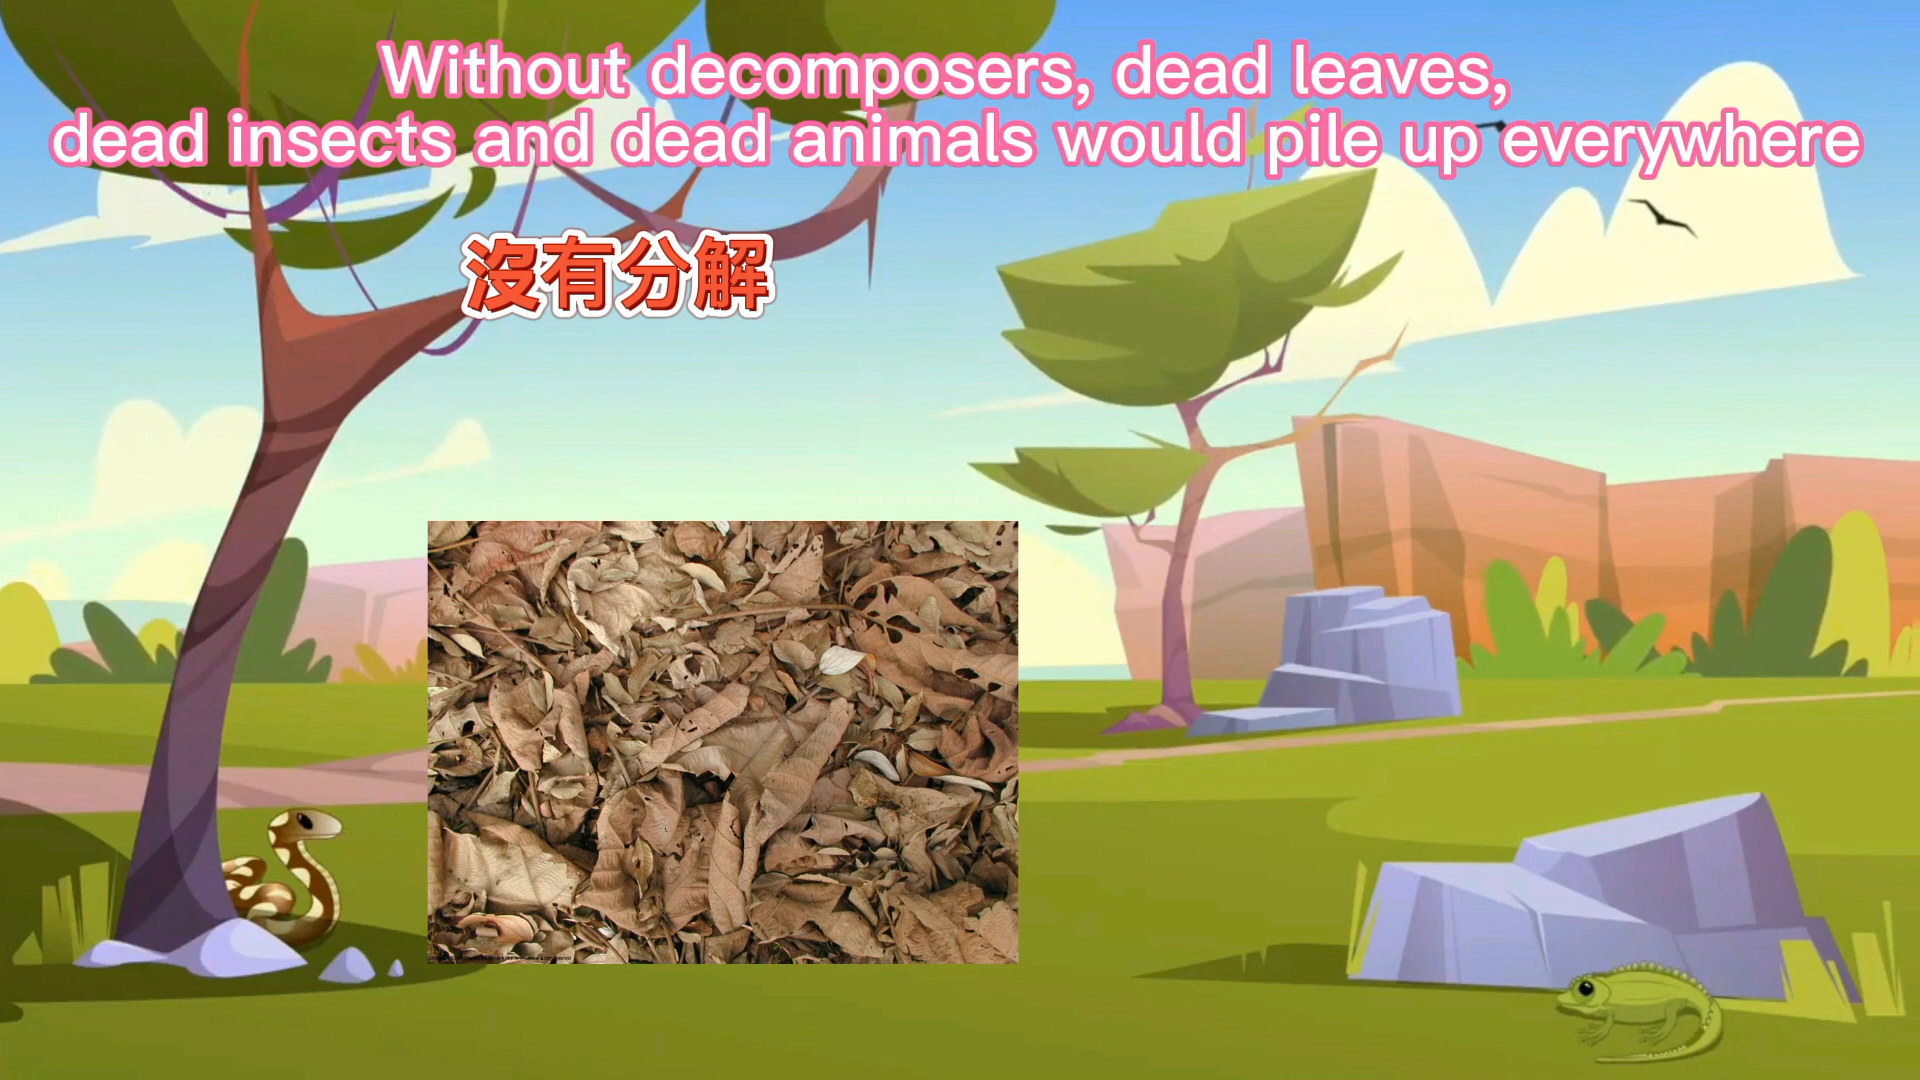 Without decomposers, dead leaves,
dead insects and dead animals would pile up everywhere
沒有分解